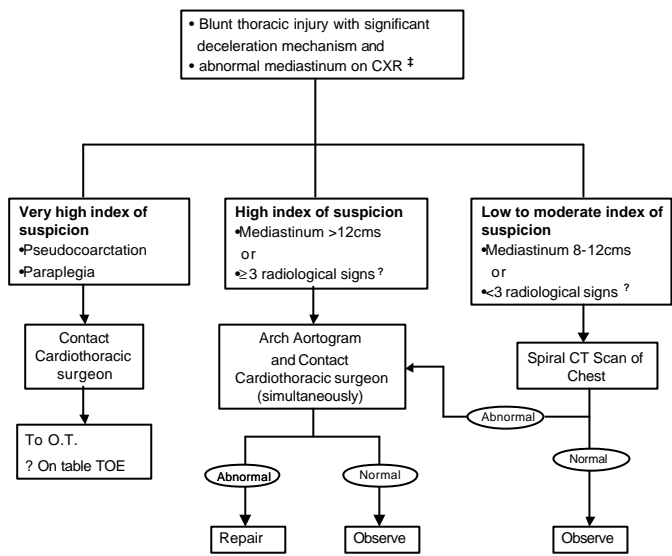 • Blunt thoracic injury with significant
deceleration mechanism and
• abnormal mediastinum on CXR ‡
Very high index of
suspicion
•Pseudocoarctation
•Paraplegia
High index of suspicion
•Mediastinum >12cms
or
•≥3 radiological signs ?
Low to moderate index of
suspicion
•Mediastinum 8-12cms
or
•<3 radiological signs ?
Contact
Cardiothoracic
surgeon
Arch Aortogram
and Contact
Cardiothoracic surgeon
(simultaneously)
Spiral CT Scan of
Chest
Abnormal
To O.T.
? On table TOE
Abnormal
Normal
Normal
Repair
Observe
Observe